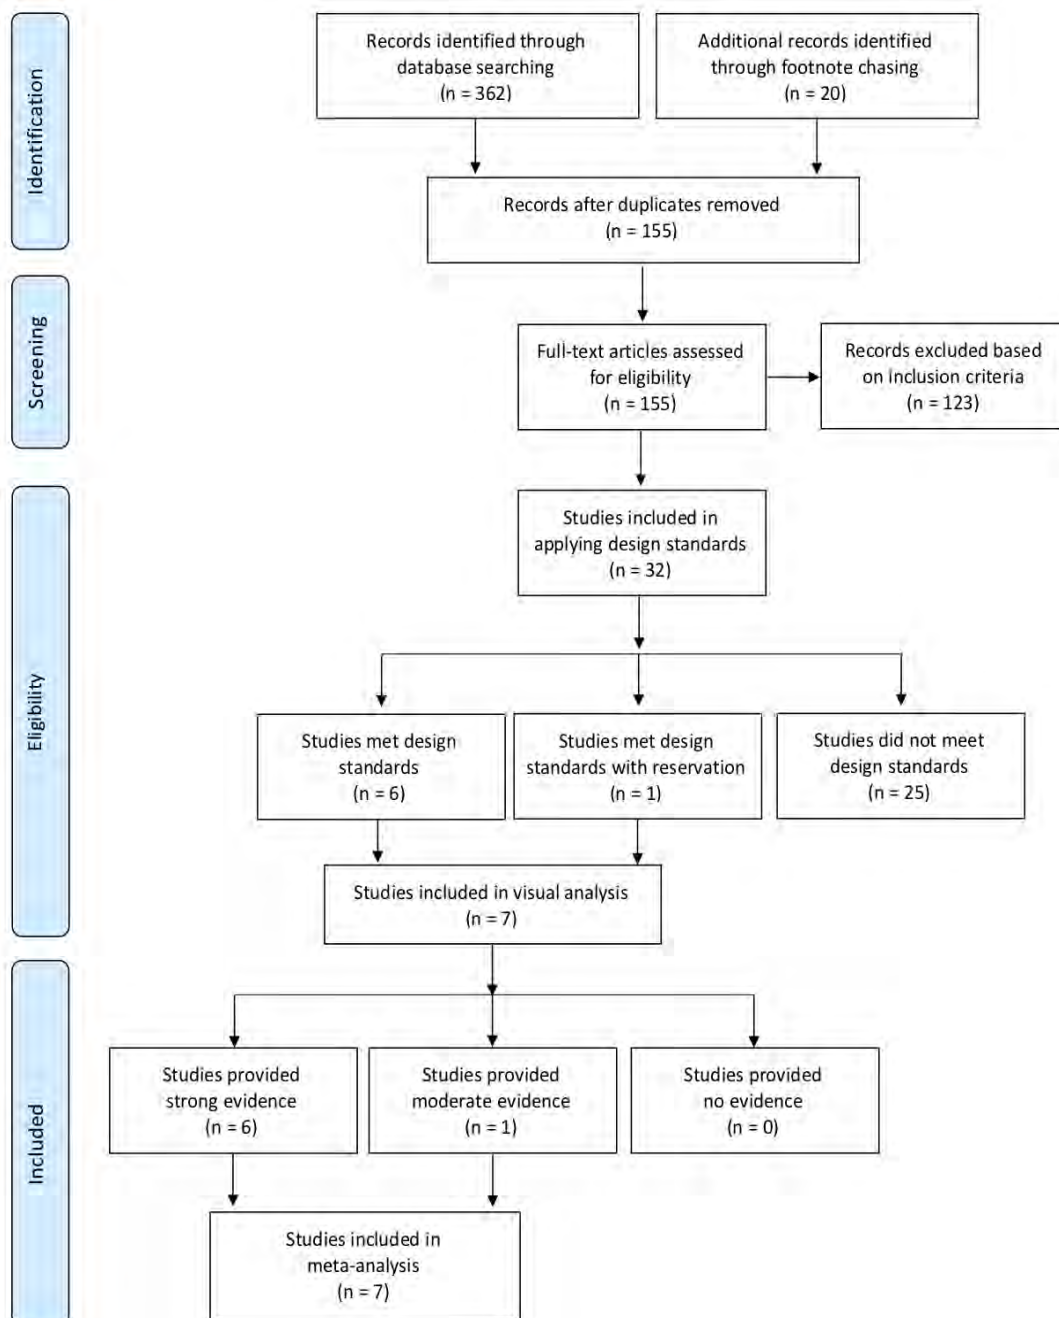 Identification
Records identified through
database searching
(n = 362)
Additional records identified
through footnote chasing
(n = 20)
Records after duplicates removed
(n = 155)
Screening
Full-text articles assessed
for eligibility
(n = 155)
Records excluded based
on Inclusion criteria
(n = 123)
Eligibility
Studies included in
applying design standards
(n = 32)
Studies met design
standards
(n = 6)
Studies met design
standards with reservation
(n = 1)
Studies did not meet
design standards
(n = 25)
Studies included in visual analysis
(n = 7)
Included
Studies provided
strong evidence
(n = 6)
Studies provided
moderate evidence
(n = 1)
Studies provided
no evidence
(n = 0)
Studies included in
meta-analysis
(n = 7)